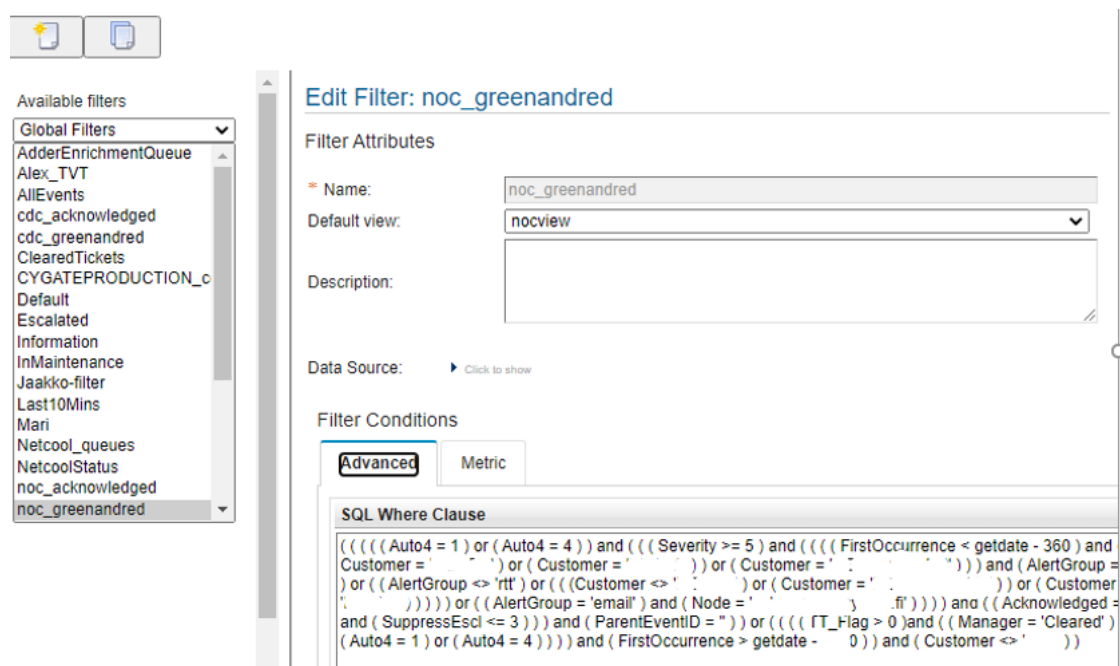 Available filters
Global Filters
AdderEnrichmentQueue
Alex_TVT
AllEvents
cdc_acknowledged
cdc_greenandred
ClearedTickets
CYGATEPRODUCTION_c
Default
Escalated
Information
InMaintenance
Jaakko-filter
Last10Mins
Mari
Netcool_queues
NetcoolStatus
noc_acknowledged
noc_greenandred
Edit Filter: noc_greenandred
Filter Attributes
* Name: noc_greenandred
Default view: nocview
Description:
Data Source: Click to show
Filter Conditions
Advanced Metric
SQL Where Clause
( ( ( ( ( Auto4 = 1 ) or ( Auto4 = 4 ) ) and ( ( ( Severity >= 5 ) and ( ( ( ( FirstOccurrence < getdate - 360 ) and
Customer = ' ' ) or ( Customer = ' ) ) or ( Customer = ' ' ) ) ) and ( AlertGroup =
) or ( ( AlertGroup <> 'rtt' ) or ( ( (Customer <> ' ) or ( Customer = ' ) ) or ( Customer
' ) ) ) ) ) or ( ( AlertGroup = 'email' ) and ( Node = ' .fi' ) ) ) ) and ( ( Acknowledged =
and ( SuppressEscl <= 3 ) ) ) and ( ParentEventID = '' ) ) or ( ( ( ( TT_Flag > 0 )and ( ( Manager = 'Cleared' )
( Auto4 = 1 ) or ( Auto4 = 4 ) ) ) ) and ( FirstOccurrence > getdate - 0 ) ) and ( Customer <> ' ) )